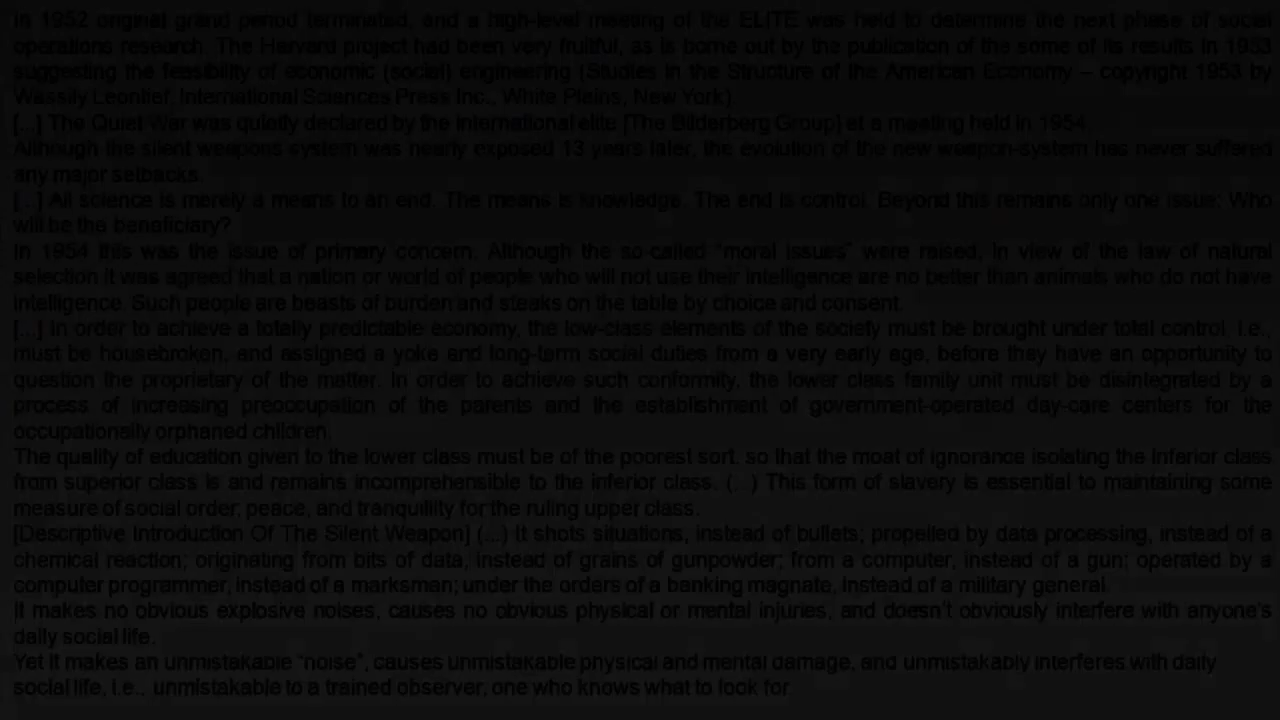 In 1952 original grand period terminated, and a high-level meeting of the ELITE was held to determine the next phase of social
operations research. The Harvard project had been very fruitful, as is borne out by the publication of the some of its results in 1953
suggesting the feasibility of economic (social) engineering (Studies in the Structure of the American Economy – copyright 1953 by
Wassily Leontief, International Sciences Press Inc., White Plains, New York).
[...] The Quiet War was quietly declared by the international elite [The Bilderberg Group] at a meeting held in 1954.
Although the silent weapons system was nearly exposed 13 years later, the evolution of the new weapon-system has never suffered
any major setbacks.
[...] All science is merely a means to an end. The means is knowledge. The end is control. Beyond this remains only one issue: Who
will be the beneficiary?
In 1954 this was the issue of primary concern. Although the so-called "moral issues" were raised, in view of the law of natural
selection it was agreed that a nation or world of people who will not use their intelligence are no better than animals who do not have
intelligence. Such people are beasts of burden and steaks on the table by choice and consent.
[...] In order to achieve a totally predictable economy, the low-class elements of the society must be brought under total control, i.e.,
must be housebroken, and assigned a yoke and long-term social duties from a very early age, before they have an opportunity to
question the proprietary of the matter. In order to achieve such conformity, the lower class family unit must be disintegrated by a
process of increasing preoccupation of the parents and the establishment of government-operated day-care centers for the
occupationally orphaned children.
The quality of education given to the lower class must be of the poorest sort, so that the moat of ignorance isolating the inferior class
from superior class is and remains incomprehensible to the inferior class. (...) This form of slavery is essential to maintaining some
measure of social order, peace, and tranquillity for the ruling upper class.
[Descriptive Introduction Of The Silent Weapon] (...) It shots situations, instead of bullets; propelled by data processing, instead of a
chemical reaction; originating from bits of data, instead of grains of gunpowder; from a computer, instead of a gun; operated by a
computer programmer, instead of a marksman; under the orders of a banking magnate, instead of a military general.
It makes no obvious explosive noises, causes no obvious physical or mental injuries, and doesn't obviously interfere with anyone's
daily social life.
Yet it makes an unmistakable "noise", causes unmistakable physical and mental damage, and unmistakably interferes with daily
social life, i.e., unmistakable to a trained observer, one who knows what to look for.